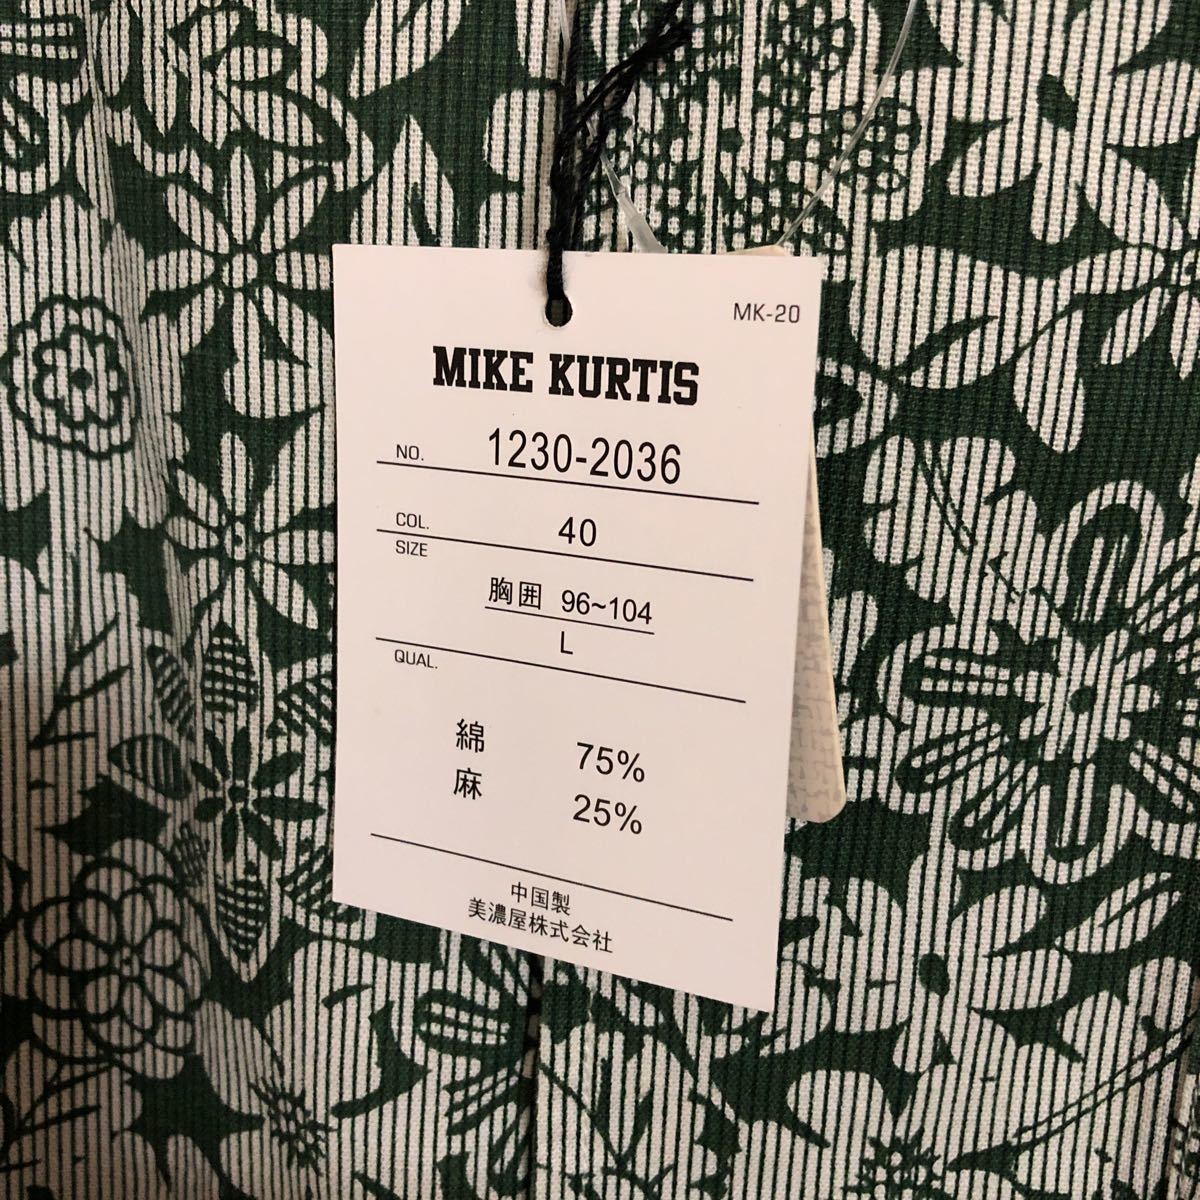 MK-20
MIKE KURTIS
NO. 1230-2036
COL. 40
SIZE
胸囲 96~104
L
QUAL.
綿 75%
麻 25%
中国製
美濃屋株式会社